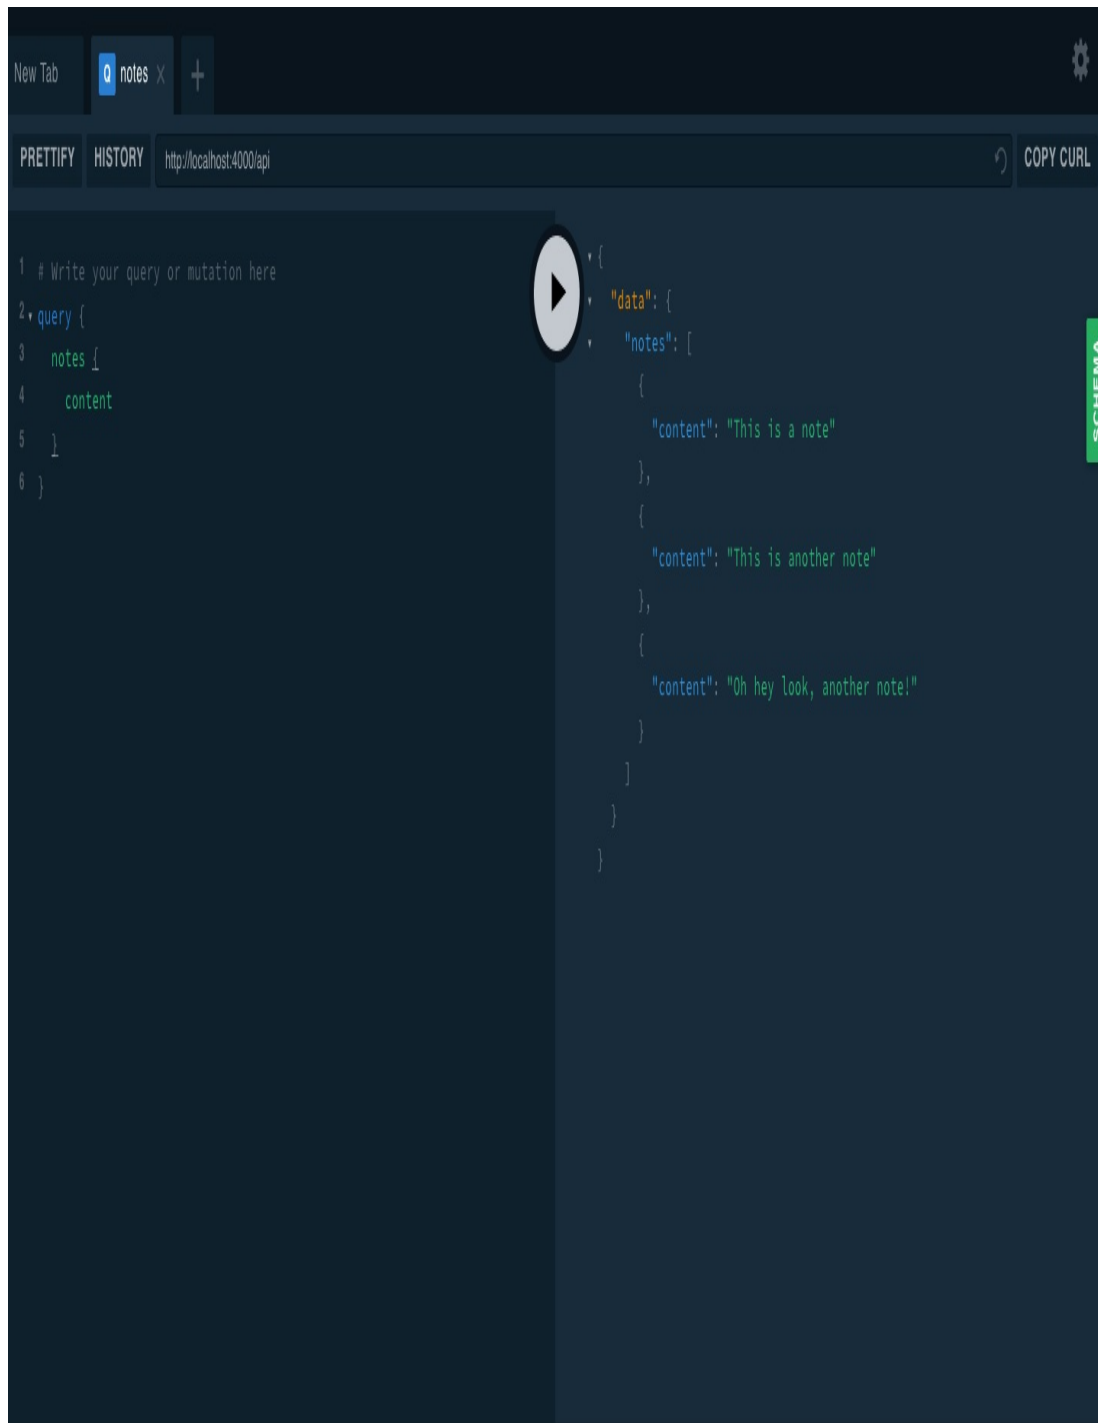 New Tab
Q notes × +
PRETTIFY HISTORY http://localhost:4000/api COPY CURL
1 # Write your query or mutation here
2 query {
3 notes {
4 content
5 }
6 }
{
"data": {
"notes": [
{
"content": "This is a note"
},
{
"content": "This is another note"
},
{
"content": "Oh hey look, another note!"
}
]
}
}
SCHEMA